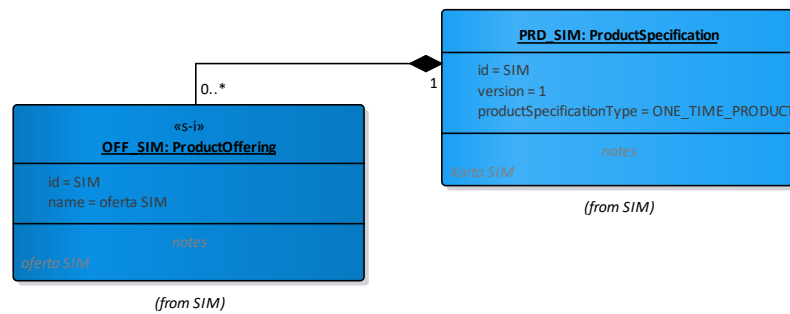 PRD_SIM: ProductSpecification
id = SIM
version = 1
productSpecificationType = ONE_TIME_PRODUCT
notes
Karta SIM
(from SIM)
1
0..*
«s-i»
OFF_SIM: ProductOffering
id = SIM
name = oferta SIM
notes
oferta SIM
(from SIM)